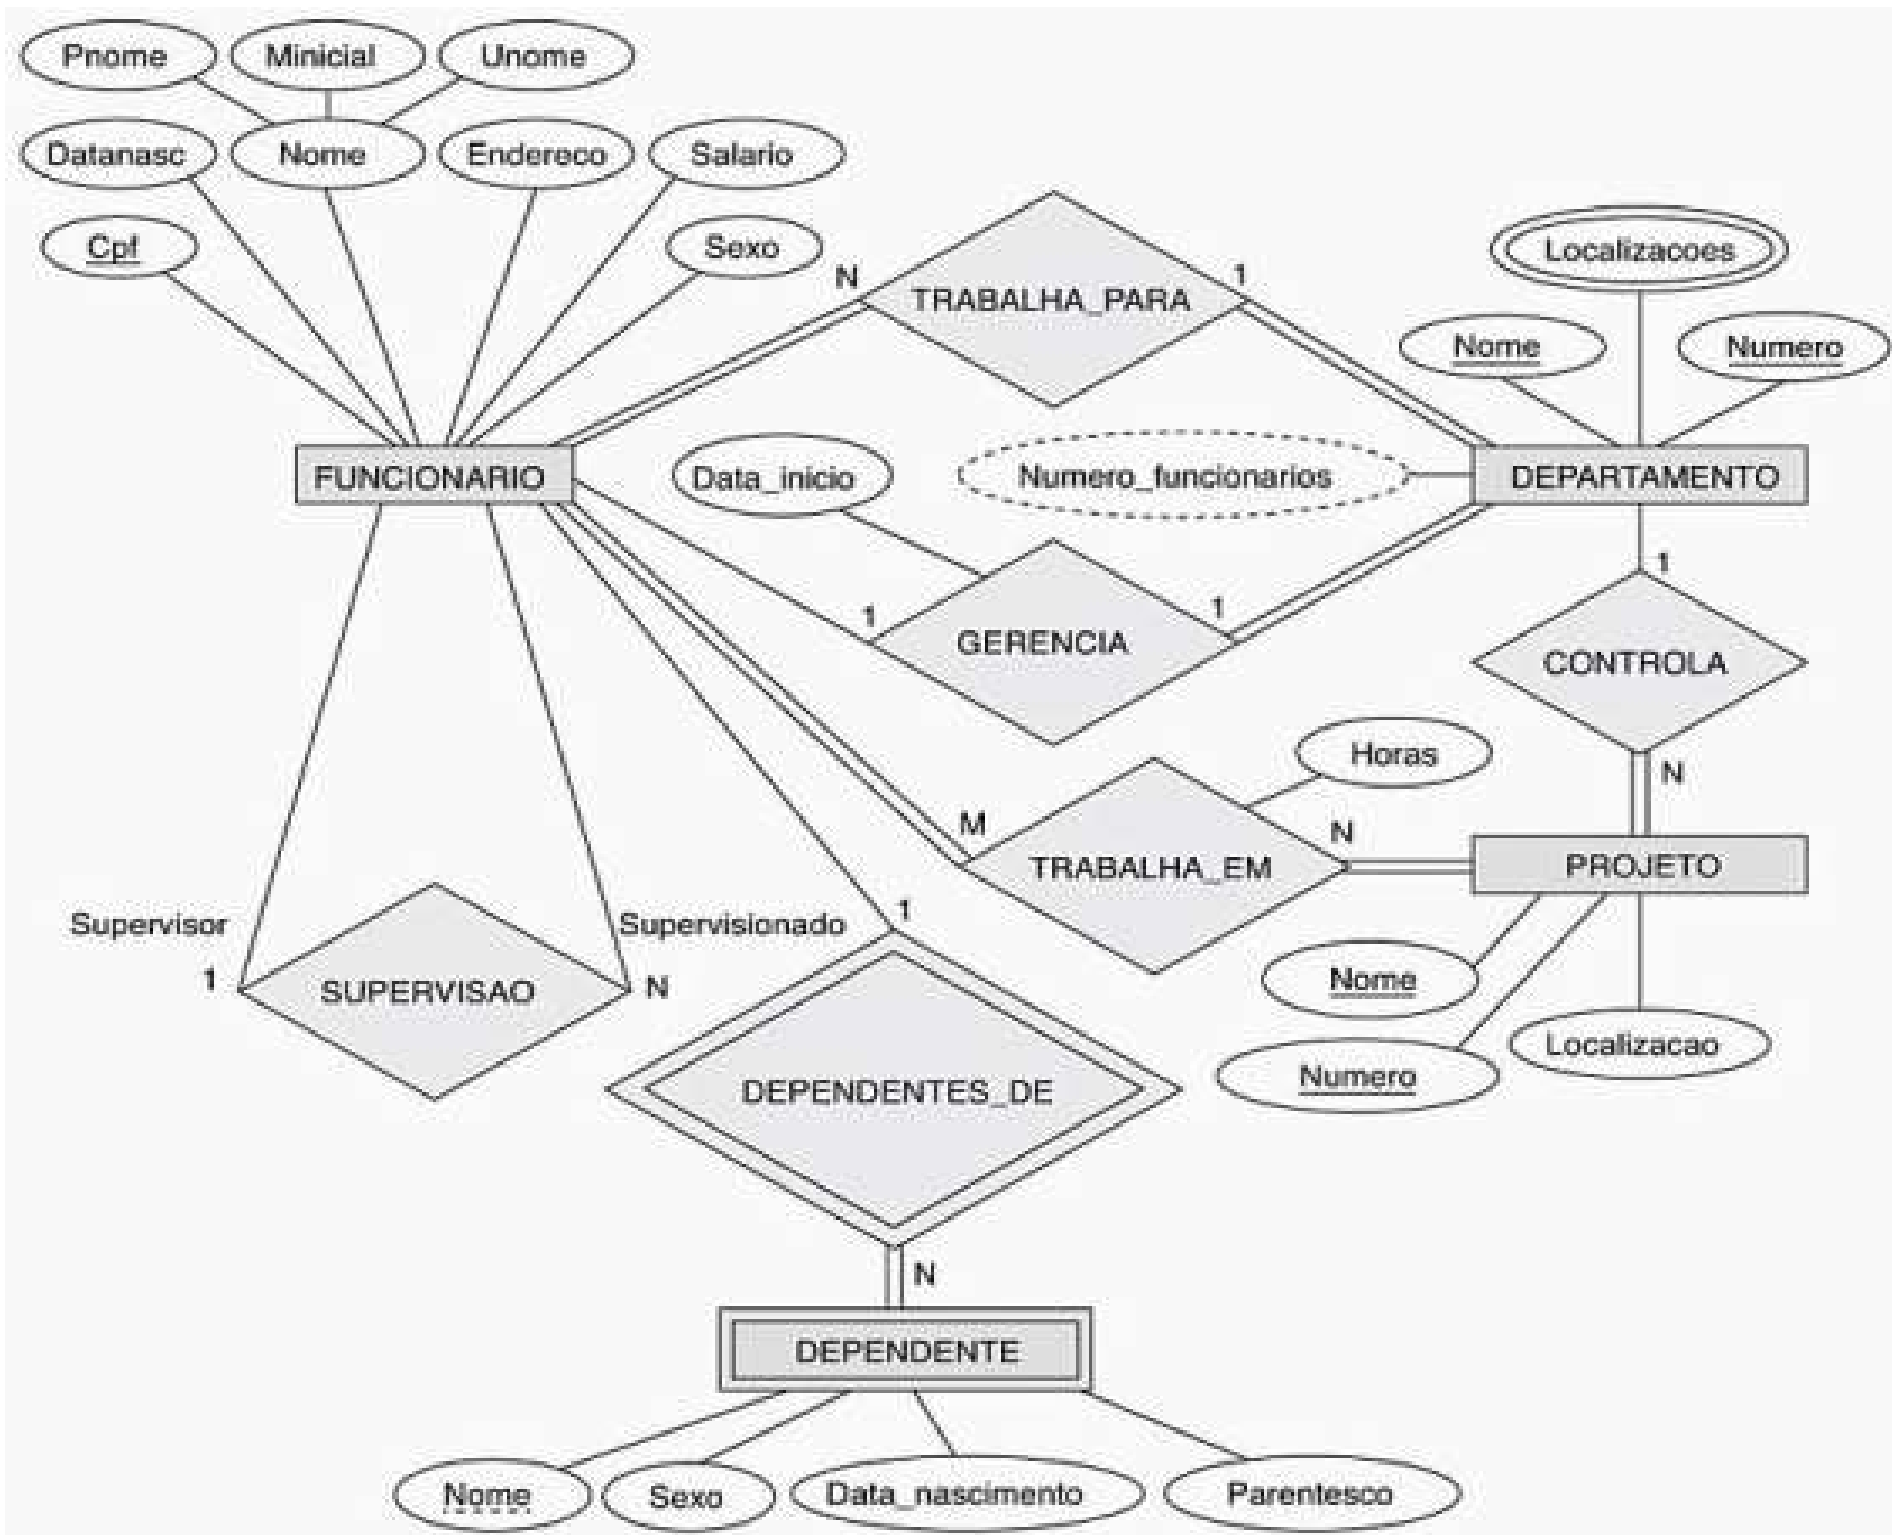 Pnome
Minicial
Unome
Datanasc
Nome
Endereco
Salario
Cpf
Sexo
N
TRABALHA_PARA
1
Localizacoes
Nome
Numero
FUNCIONARIO
Data_inicio
Numero_funcionarios
DEPARTAMENTO
1
GERENCIA
1
1
CONTROLA
N
Horas
M
TRABALHA_EM
N
PROJETO
Supervisor
1
SUPERVISAO
Supervisionado
N
1
Nome
Numero
Localizacao
DEPENDENTES_DE
N
DEPENDENTE
Nome
Sexo
Data_nascimento
Parentesco